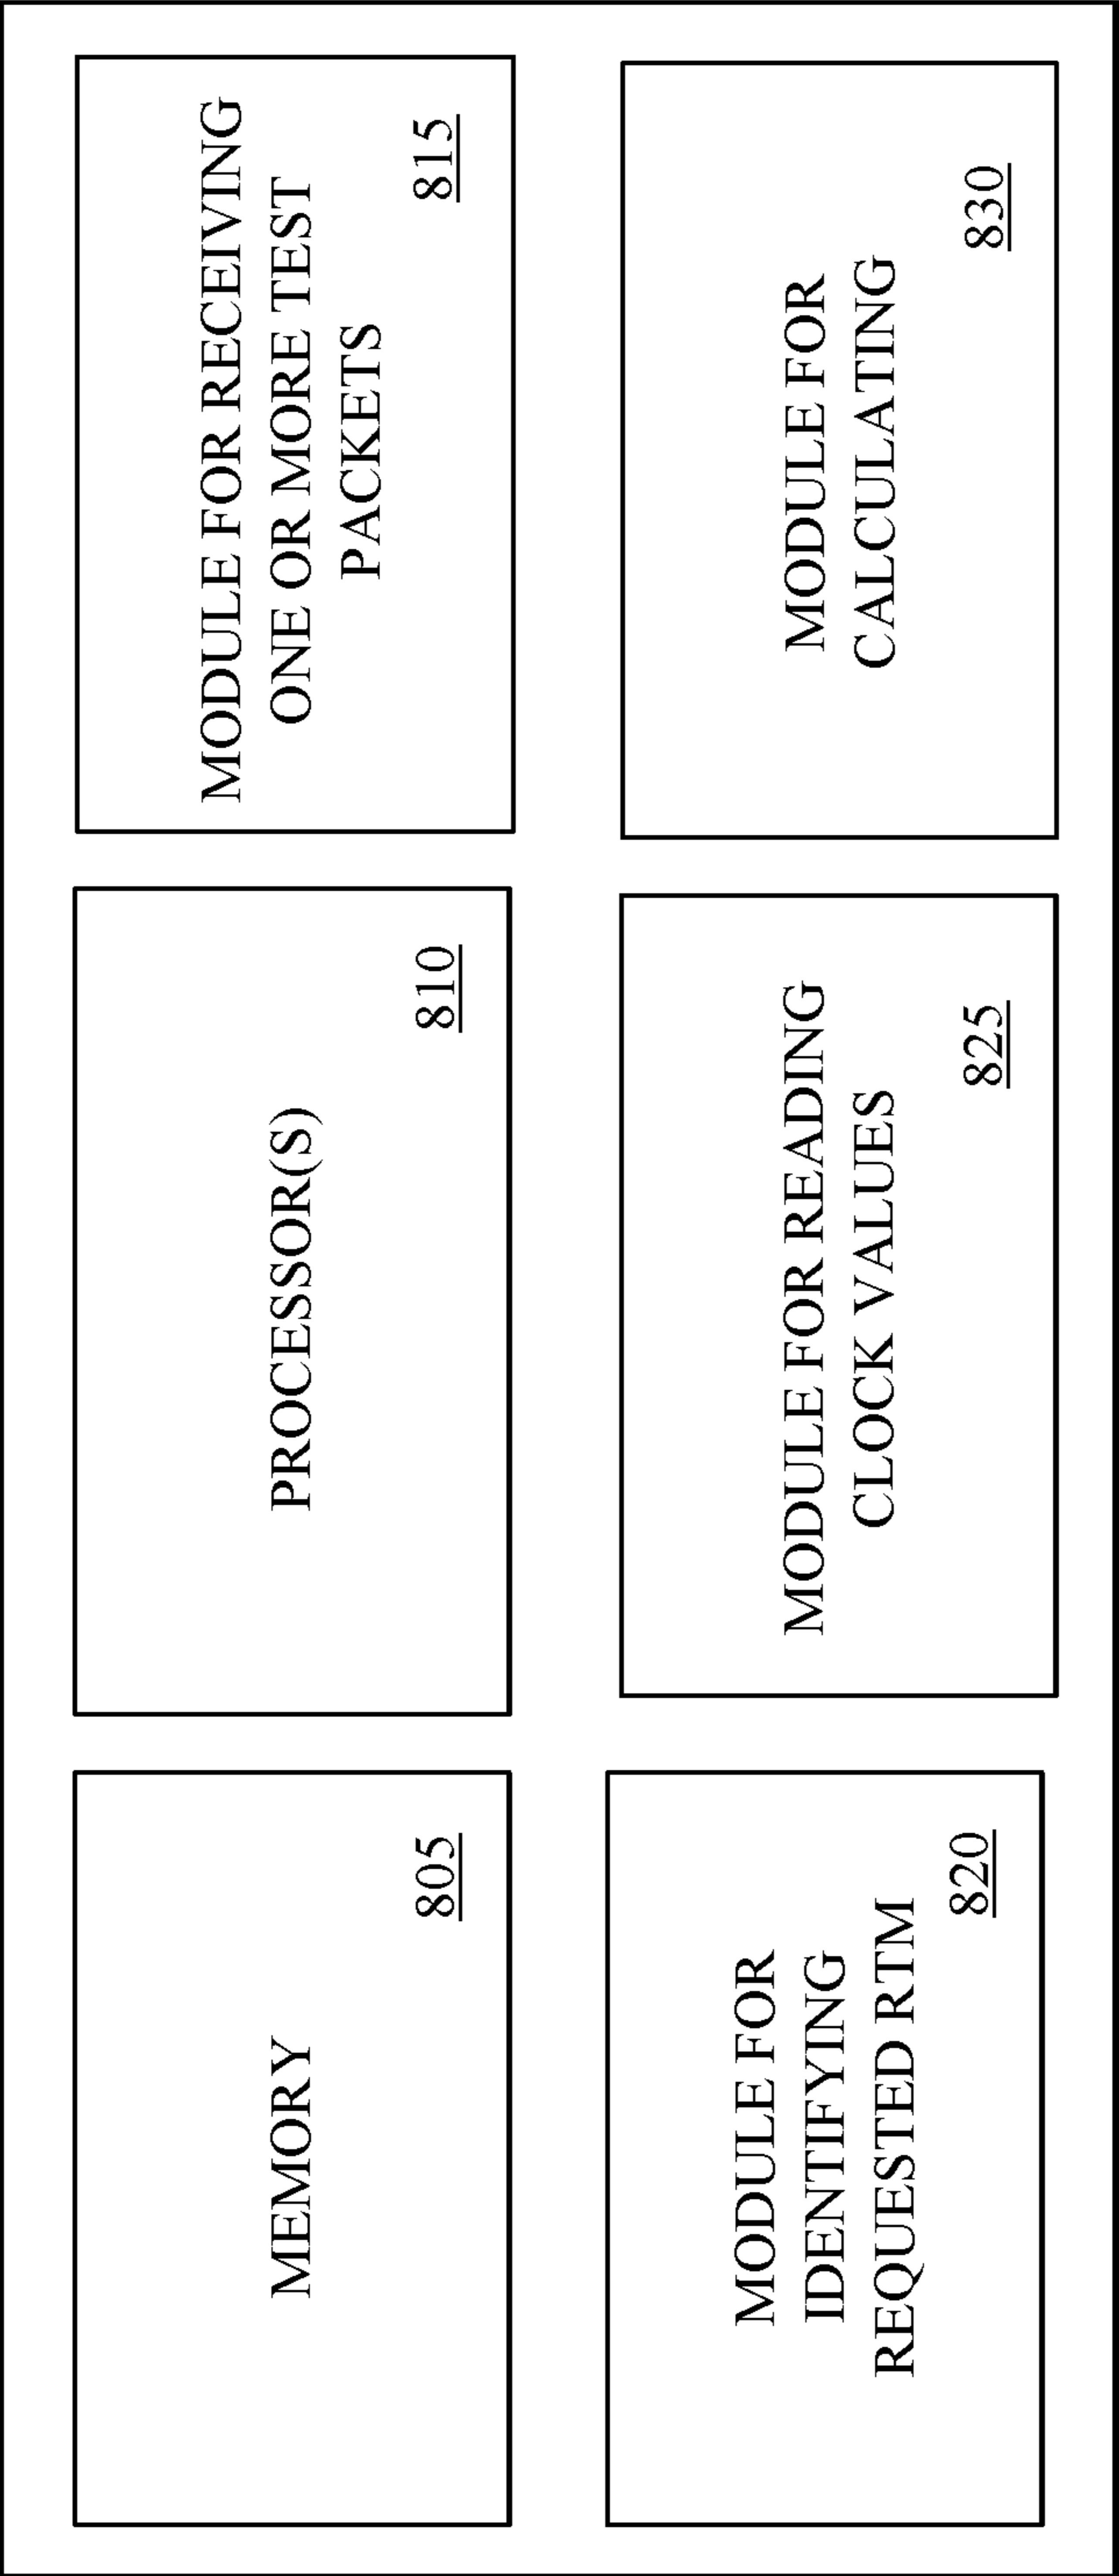 MEMORY
805
PROCESSOR(S)
810
MODULE FOR RECEIVING
ONE OR MORE TEST
PACKETS
815
MODULE FOR
IDENTIFYING
REQUESTED RTM
820
MODULE FOR READING
CLOCK VALUES
825
MODULE FOR
CALCULATING
830